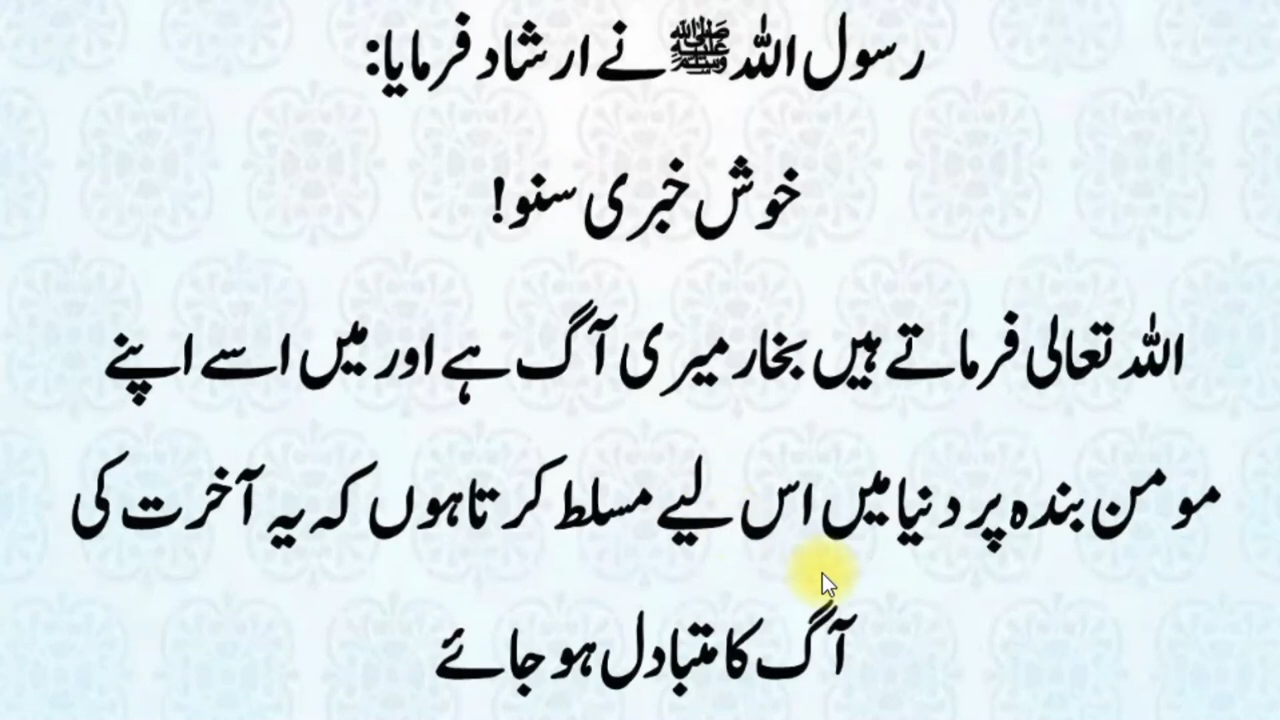 رسول اللہ ﷺ نے ارشاد فرمایا:
خوش خبری سنو!
اللہ تعالی فرماتے ہیں بخار میری آگ ہے اور میں اسے اپنے
مومن بندہ پر دنیا میں اس لیے مسلط کرتا ہوں کہ یہ آخرت کی
آگ کا متبادل ہو جائے